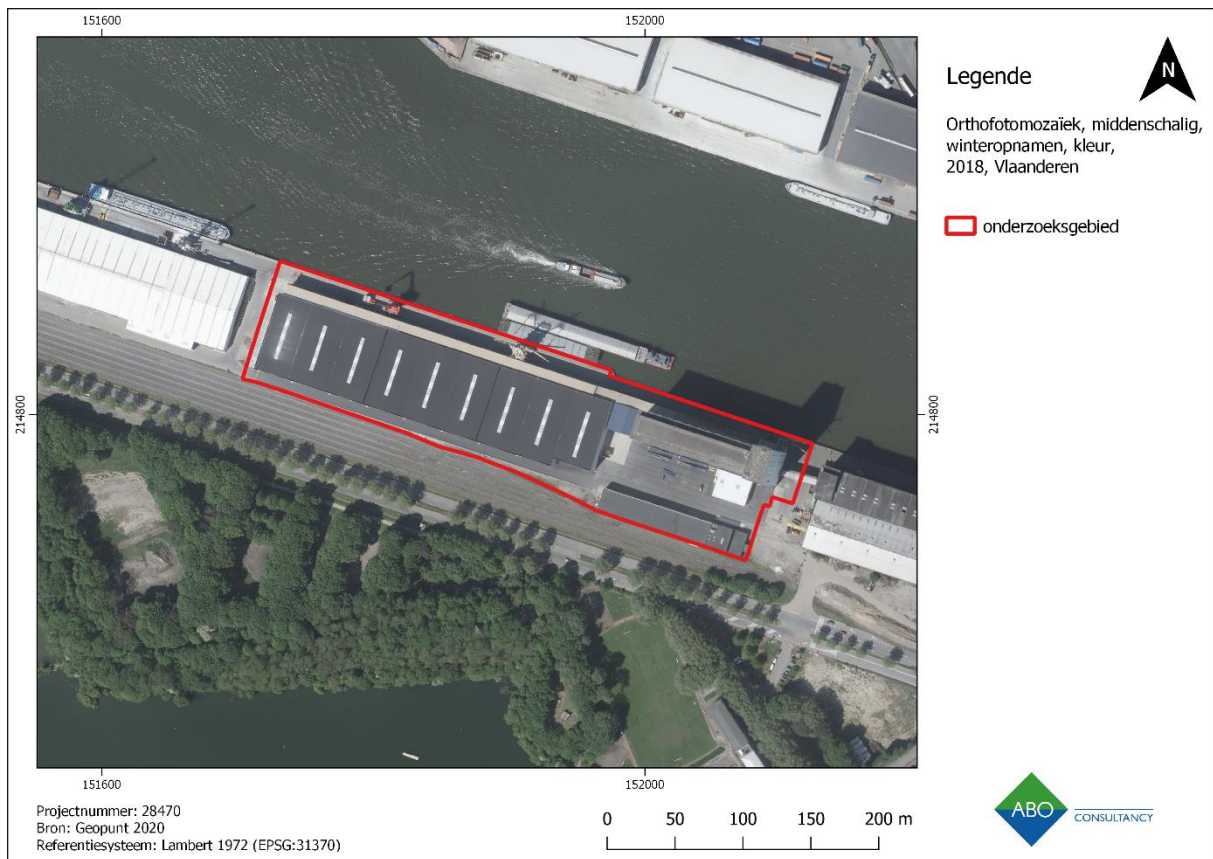 151600
152000
Legende
N
Orthofotomozaïek, middenschalig,
winteropnamen, kleur,
2018, Vlaanderen
onderzoeksgebied
214800
214800
151600
152000
Projectnummer: 28470
Bron: Geopunt 2020
Referentiesysteem: Lambert 1972 (EPSG:31370)
0 50 100 150 200 m
ABO
CONSULTANCY